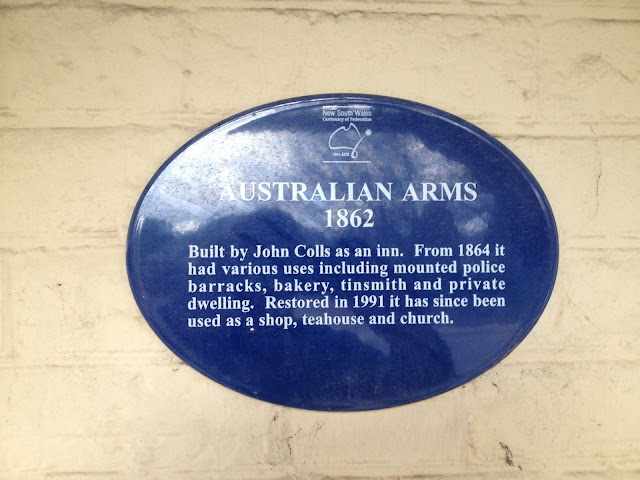 New South Wales
Centenary of Federation
1901-2001
AUSTRALIAN ARMS
1862
Built by John Colls as an inn. From 1864 it
had various uses including mounted police
barracks, bakery, tinsmith and private
dwelling. Restored in 1991 it has since been
used as a shop, teahouse and church.